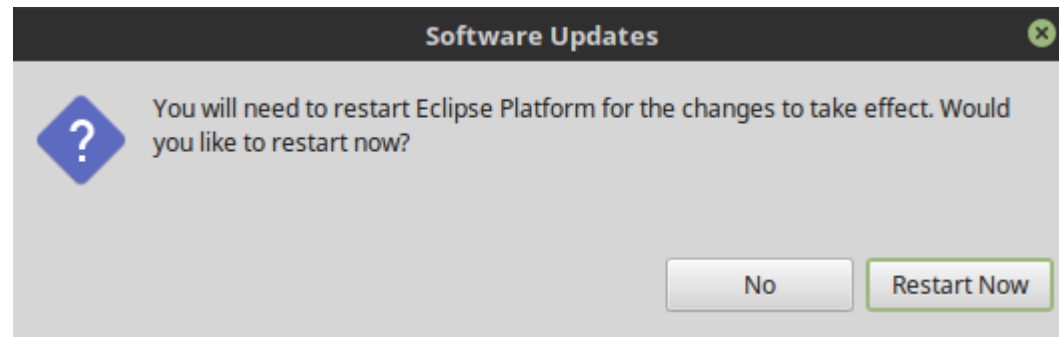 Software Updates
You will need to restart Eclipse Platform for the changes to take effect. Would
you like to restart now?
No
Restart Now